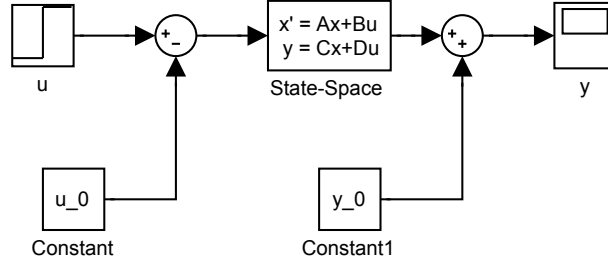 x' = Ax+Bu
y = Cx+Du
u
State-Space
y
u_0
y_0
Constant
Constant1